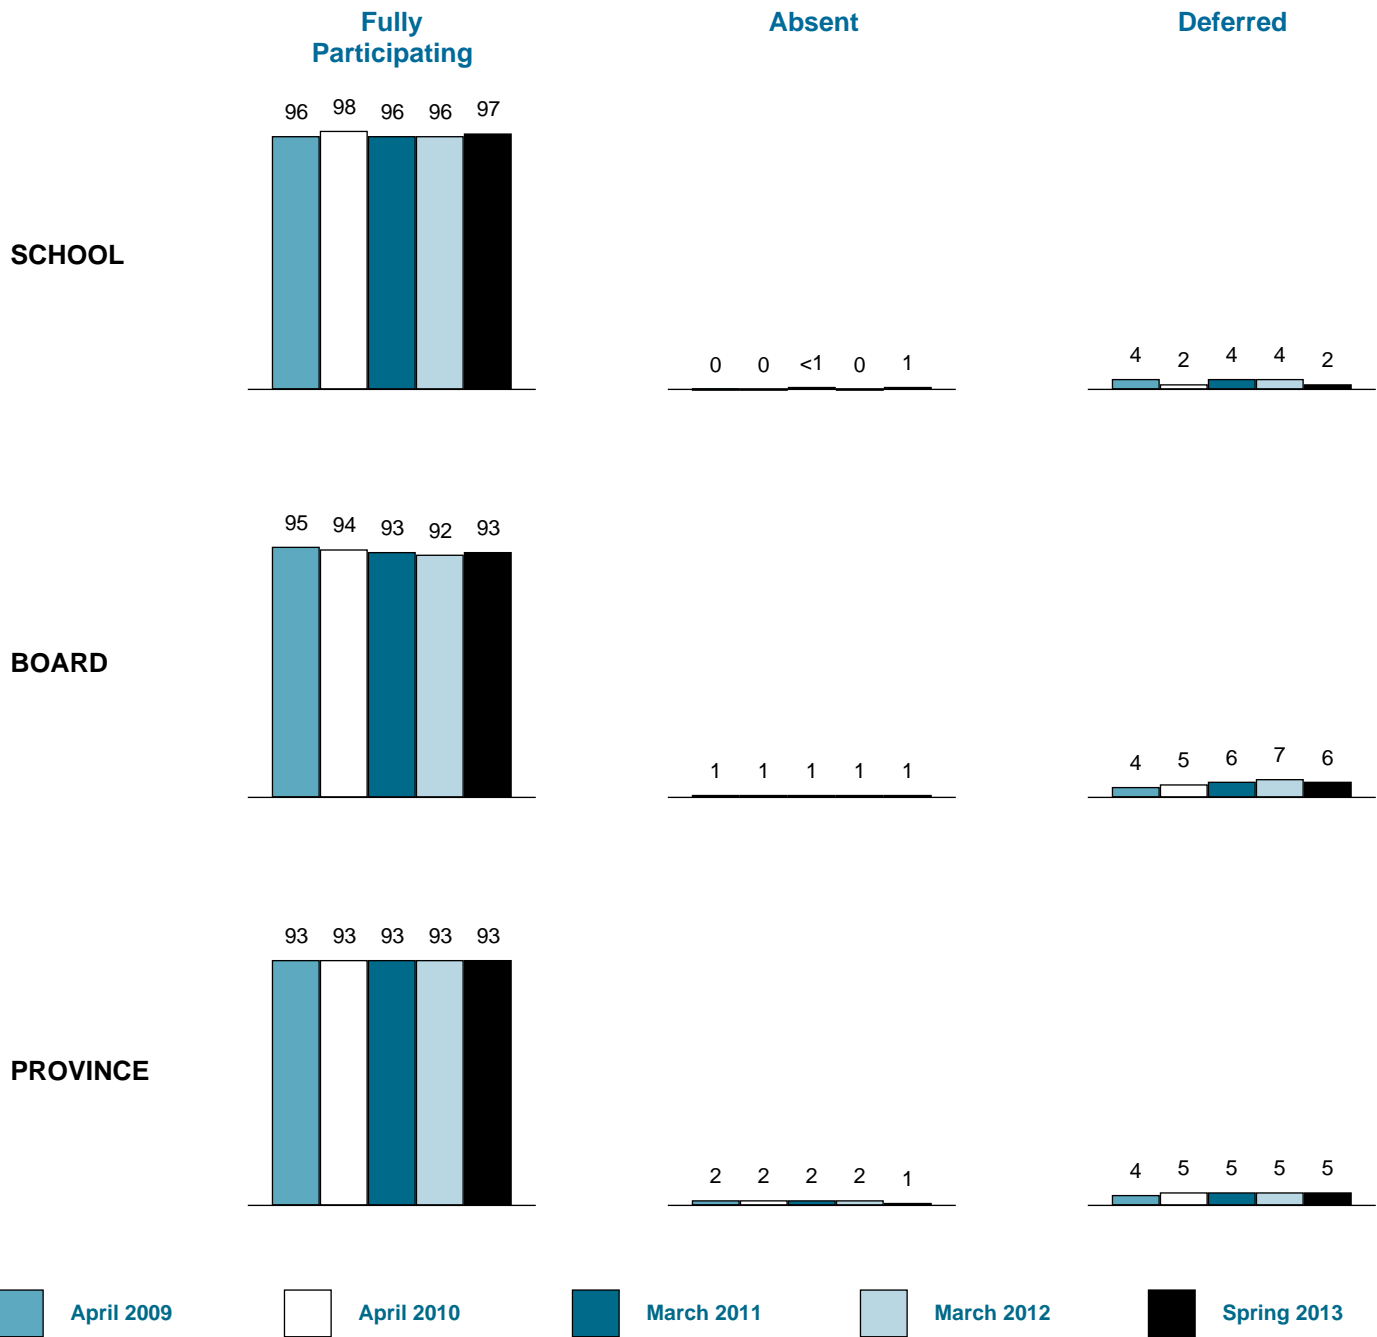 Fully
Participating
Absent
Deferred
96 98 96 96 97
0 0 <1 0 1
4 2 4 4 2
SCHOOL
95 94 93 92 93
1 1 1 1 1
4 5 6 7 6
BOARD
93 93 93 93 93
2 2 2 2 1
4 5 5 5 5
PROVINCE
April 2009
April 2010
March 2011
March 2012
Spring 2013